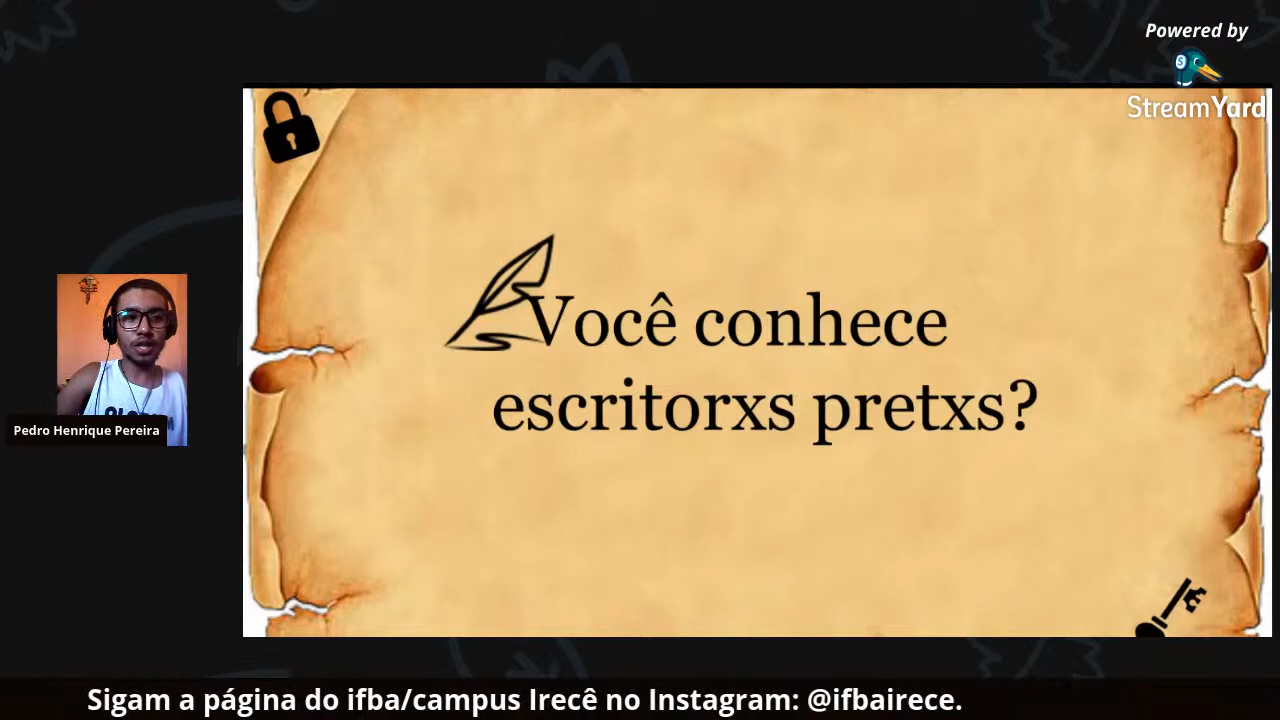 Powered by
StreamYard
Você conhece
escritorxs pretxs?
Pedro Henrique Pereira
Sigam a página do ifba/campus Irecê no Instagram: @ifbairece.